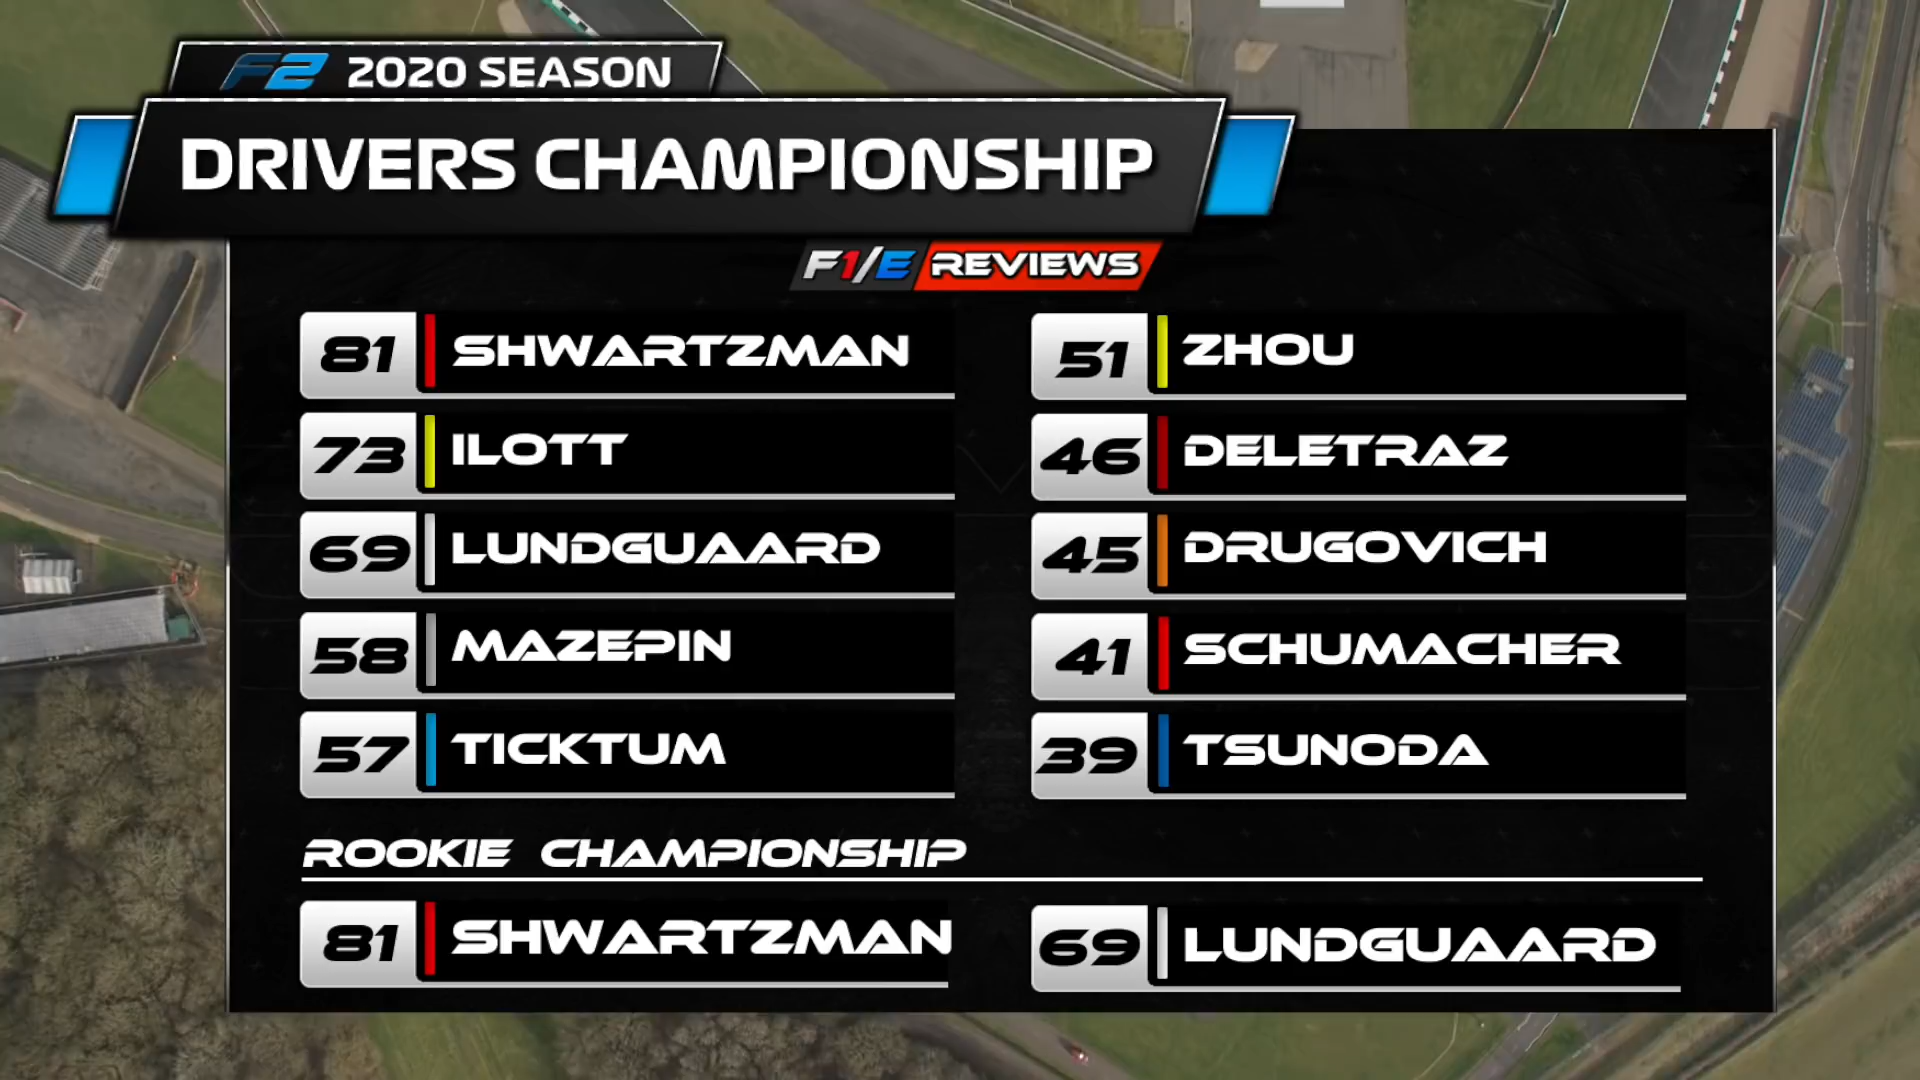 F2 2020 SEASON
DRIVERS CHAMPIONSHIP
F1/E REVIEWS
81 SHWARTZMAN
73 ILOTT
69 LUNDGUAARD
58 MAZEPIN
57 TICKTUM
51 ZHOU
46 DELETRAZ
45 DRUGOVICH
41 SCHUMACHER
39 TSUNODA
ROOKIE CHAMPIONSHIP
81 SHWARTZMAN
69 LUNDGUAARD